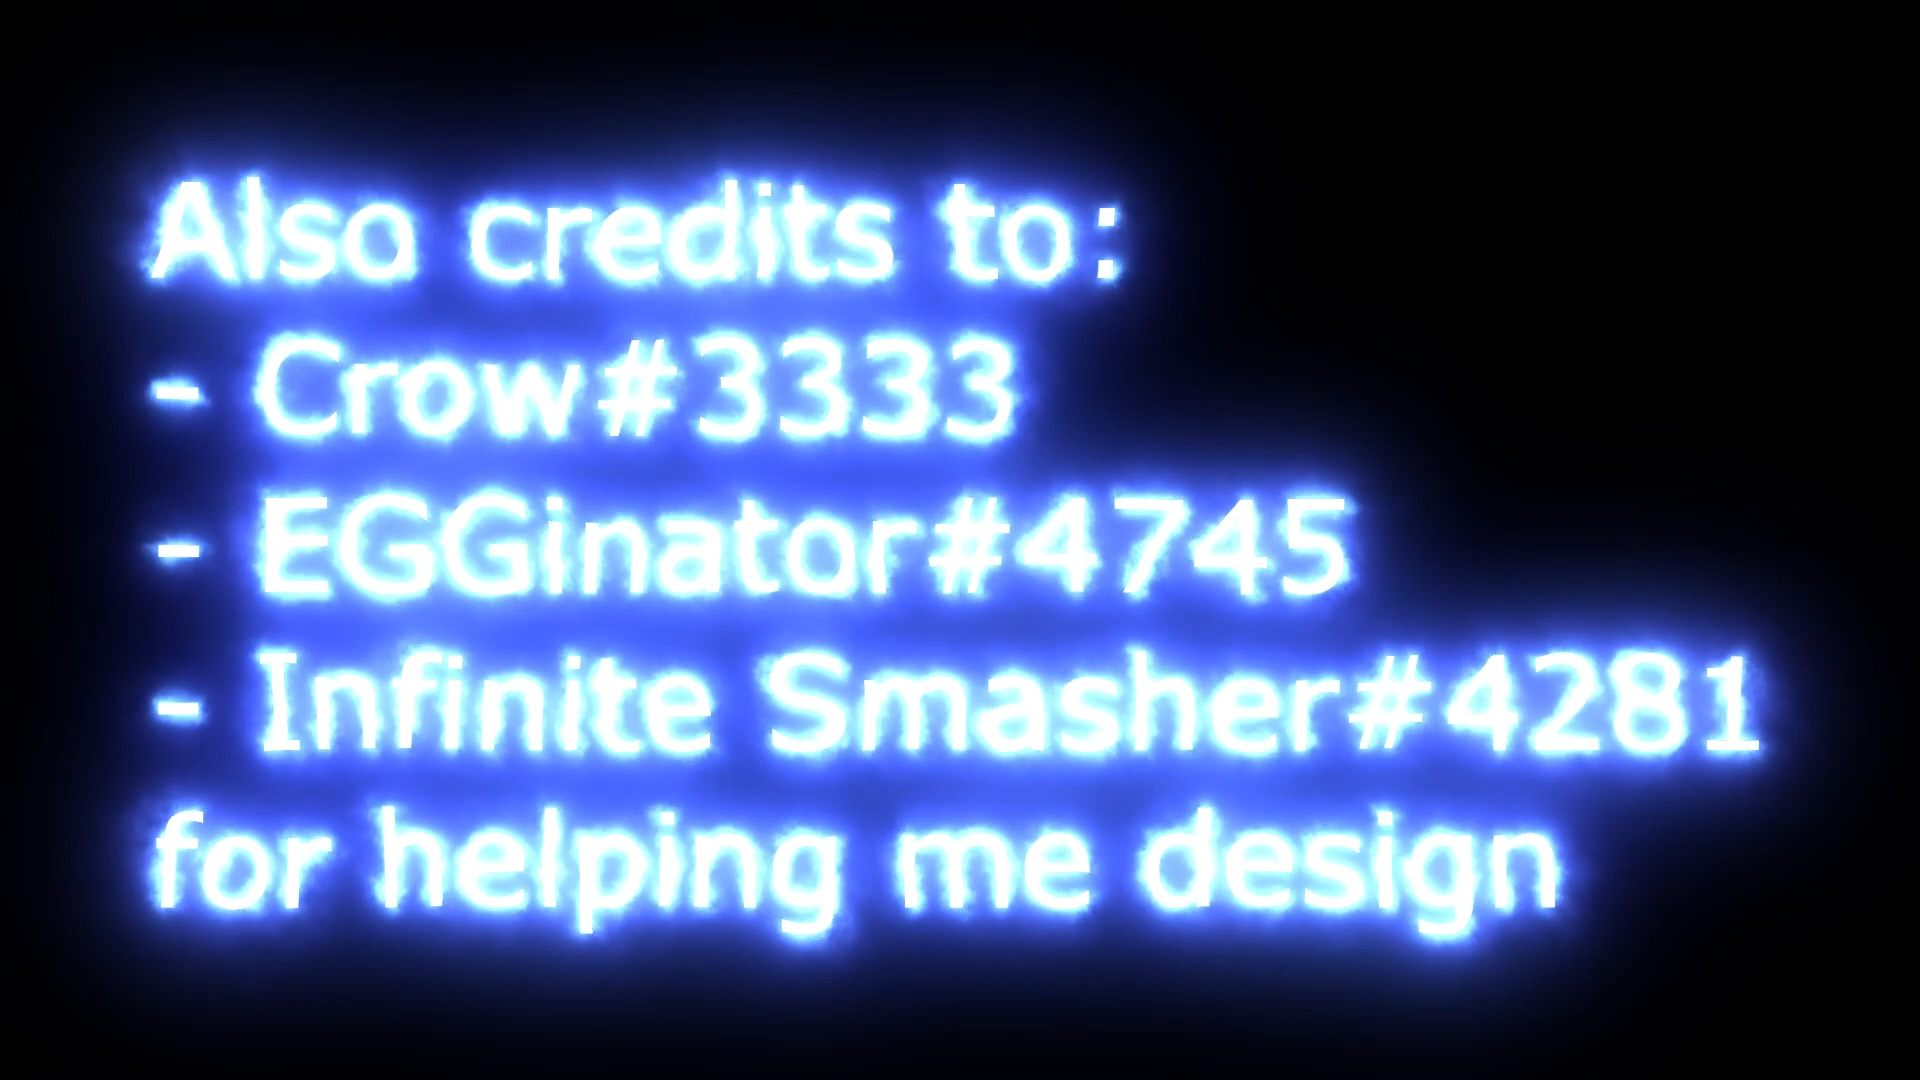 Also credits to:
- Crow#3333
- EGGinator#4745
- Infinite Smasher#4281
for helping me design